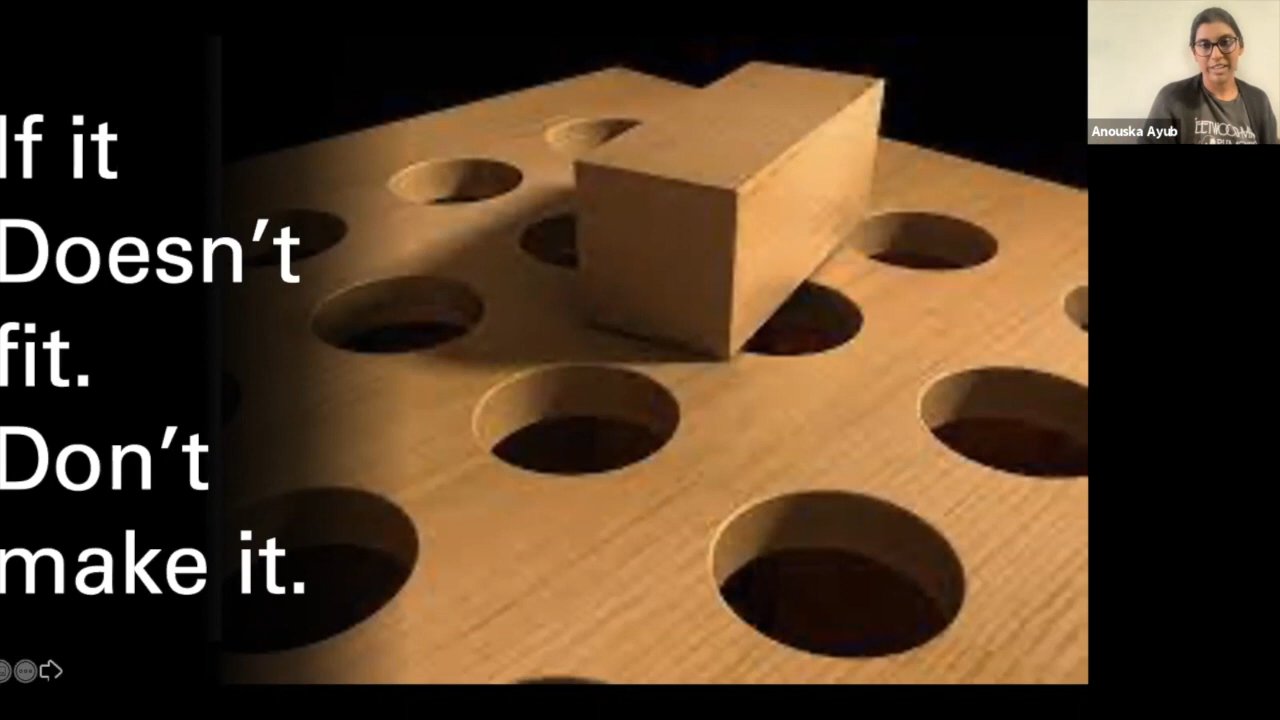 If it
Doesn’t
fit.
Don’t
make it.
Anouska Ayub